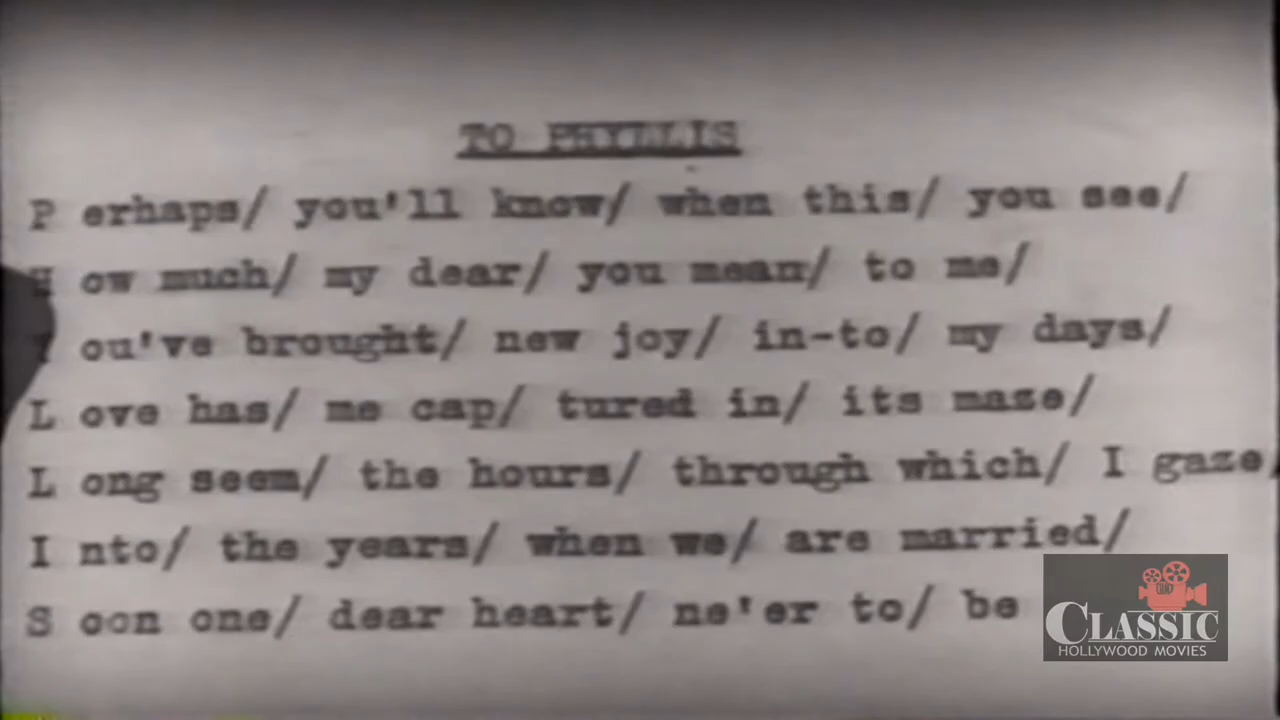 TO PHYLLIS
P erhaps/ you'll know/ when this/ you see/
H ow much/ my dear/ you mean/ to me/
Y ou've brought/ new joy/ in-to/ my days/
L ove has/ me cap/ tured in/ its maze/
L ong seem/ the hours/ through which/ I gaze/
I nto/ the years/ when we/ are married/
S oon one/ dear heart/ ne'er to/ be
CLASSIC
HOLLYWOOD MOVIES